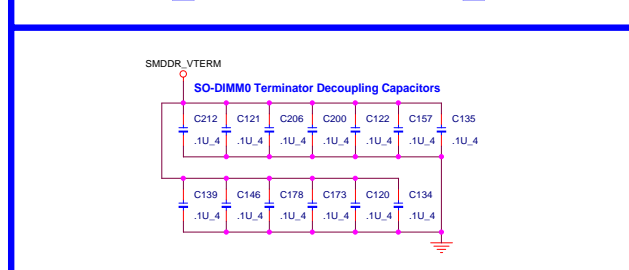 SMDDR_VTERM
SO-DIMM0 Terminator Decoupling Capacitors
C212 C121 C206 C200 C122 C157 C135
.1U_4 .1U_4 .1U_4 .1U_4 .1U_4 .1U_4 .1U_4
C139 C146 C178 C173 C120 C134
.1U_4 .1U_4 .1U_4 .1U_4 .1U_4 .1U_4